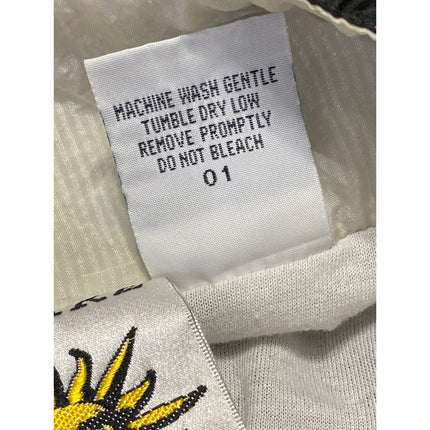 MACHINE WASH GENTLE
TUMBLE DRY LOW
REMOVE PROMPTLY
DO NOT BLEACH
01